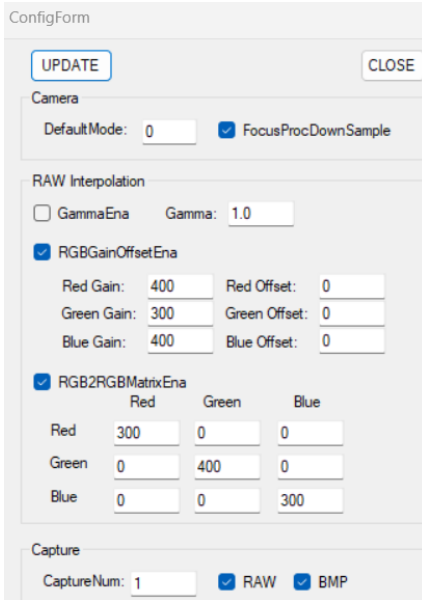 ConfigForm
UPDATE CLOSE
Camera
DefaultMode: 0 FocusProcDownSample
RAW Interpolation
GammaEna Gamma: 1.0
RGBGainOffsetEna
Red Gain: 400 Red Offset: 0
Green Gain: 300 Green Offset: 0
Blue Gain: 400 Blue Offset: 0
RGB2RGBMatrixEna
Red Green Blue
Red 300 0 0
Green 0 400 0
Blue 0 0 300
Capture
CaptureNum: 1 RAW BMP